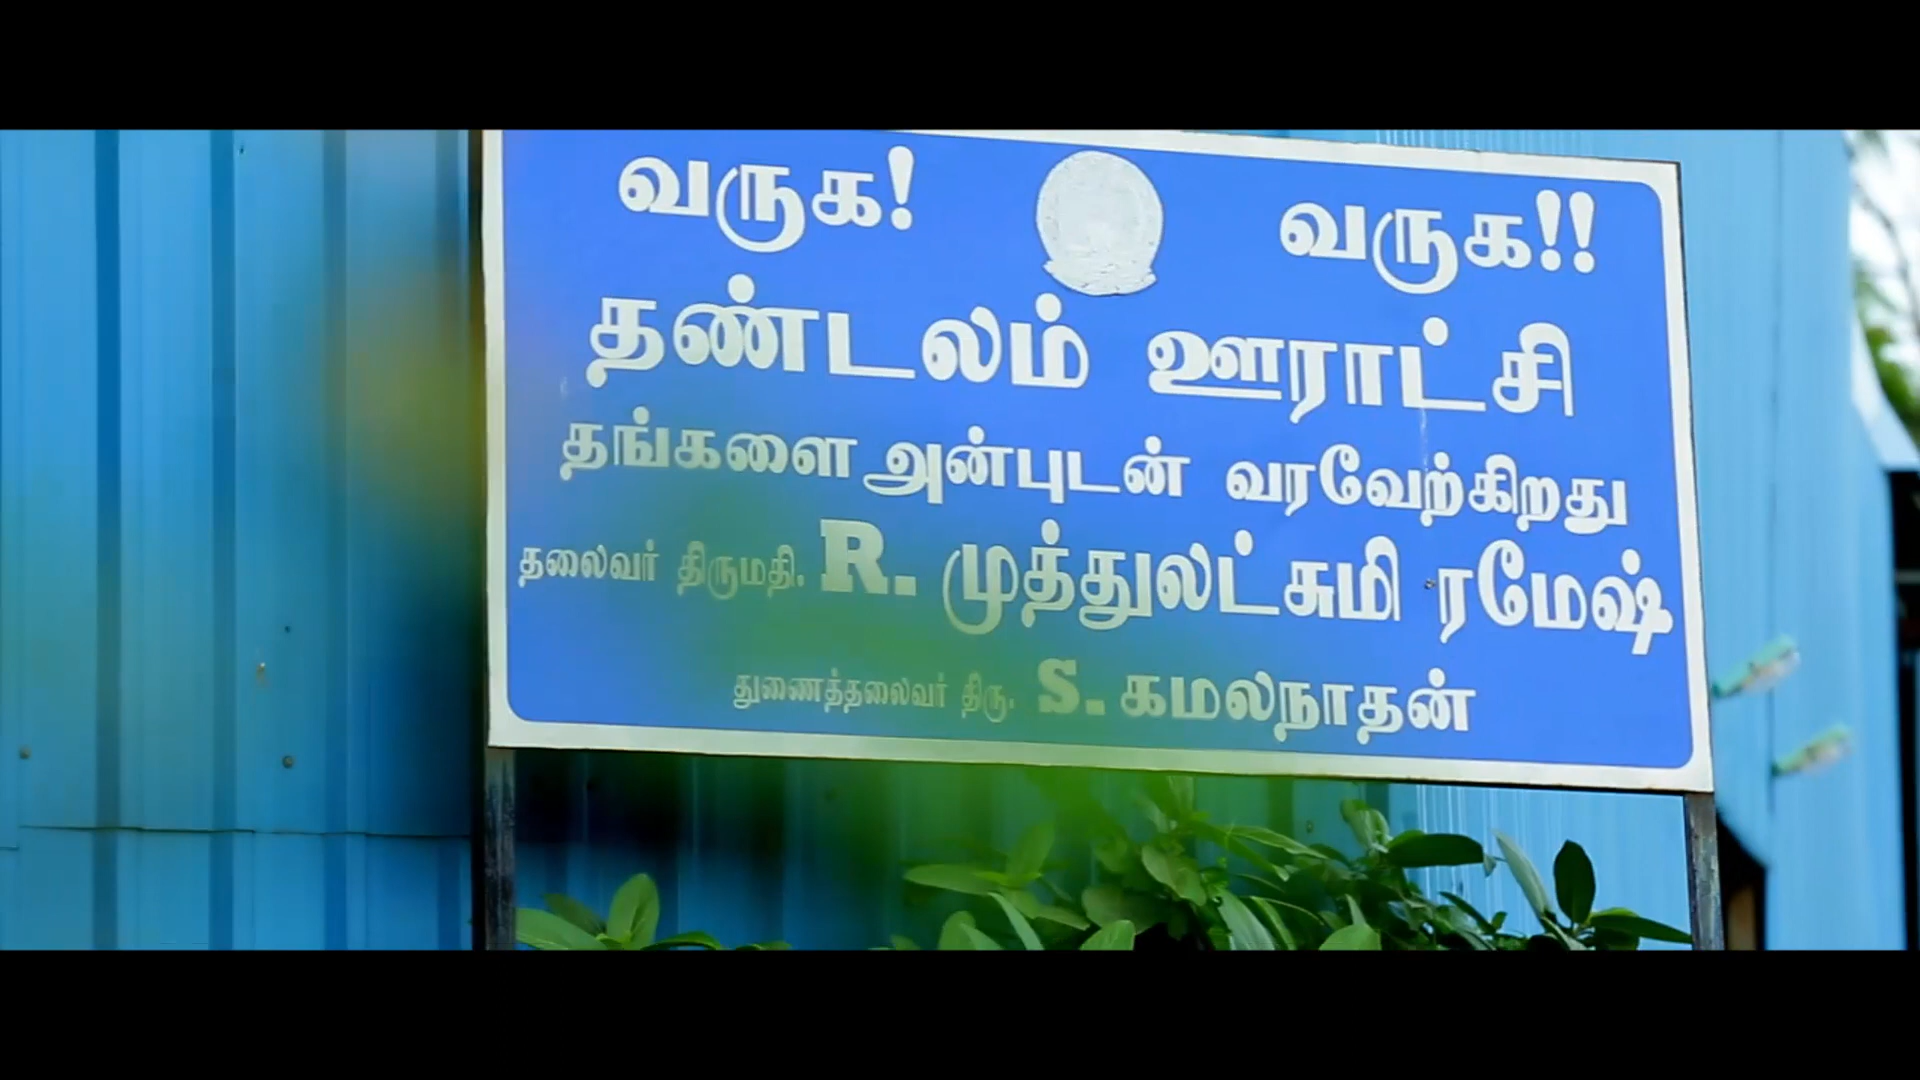 வருக! வருக!!
தண்டலம் ஊராட்சி
தங்களை அன்புடன் வரவேற்கிறது
தலைவர் திருமதி. R. முத்துலட்சுமி ரமேஷ்
துணைத்தலைவர் திரு. S. கமலநாதன்